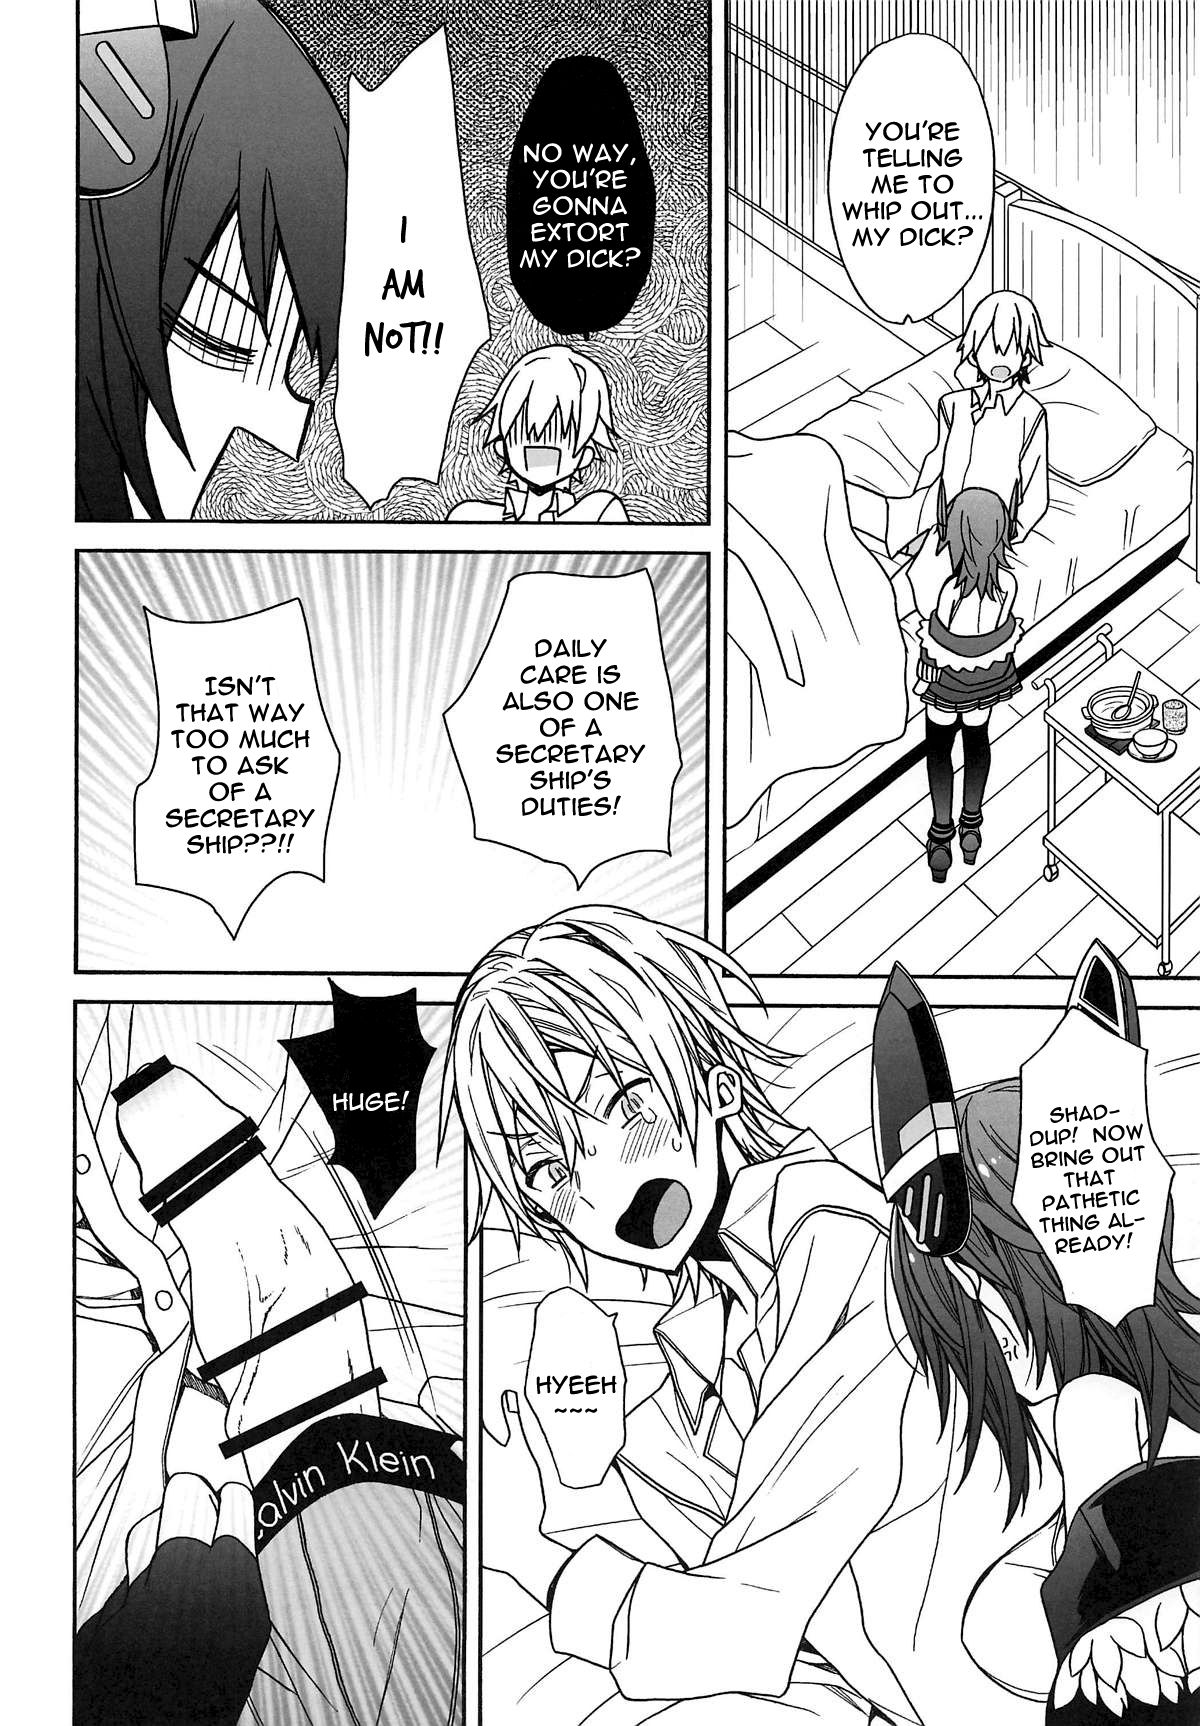 YOU'RE
TELLING
ME TO
WHIP OUT...
MY DICK?
NO WAY,
YOU'RE
GONNA
EXTORT
MY DICK?
I
AM
NOT!!
DAILY
CARE IS
ALSO ONE
OF A
SECRETARY
SHIP'S
DUTIES!
ISN'T
THAT WAY
TOO MUCH
TO ASK
OF A
SECRETARY
SHIP??!!
SHAD-
DUP! NOW
BRING OUT
THAT
PATHETIC
THING AL-
READY!
HYEEH
~~~
HUGE!
Calvin Klein